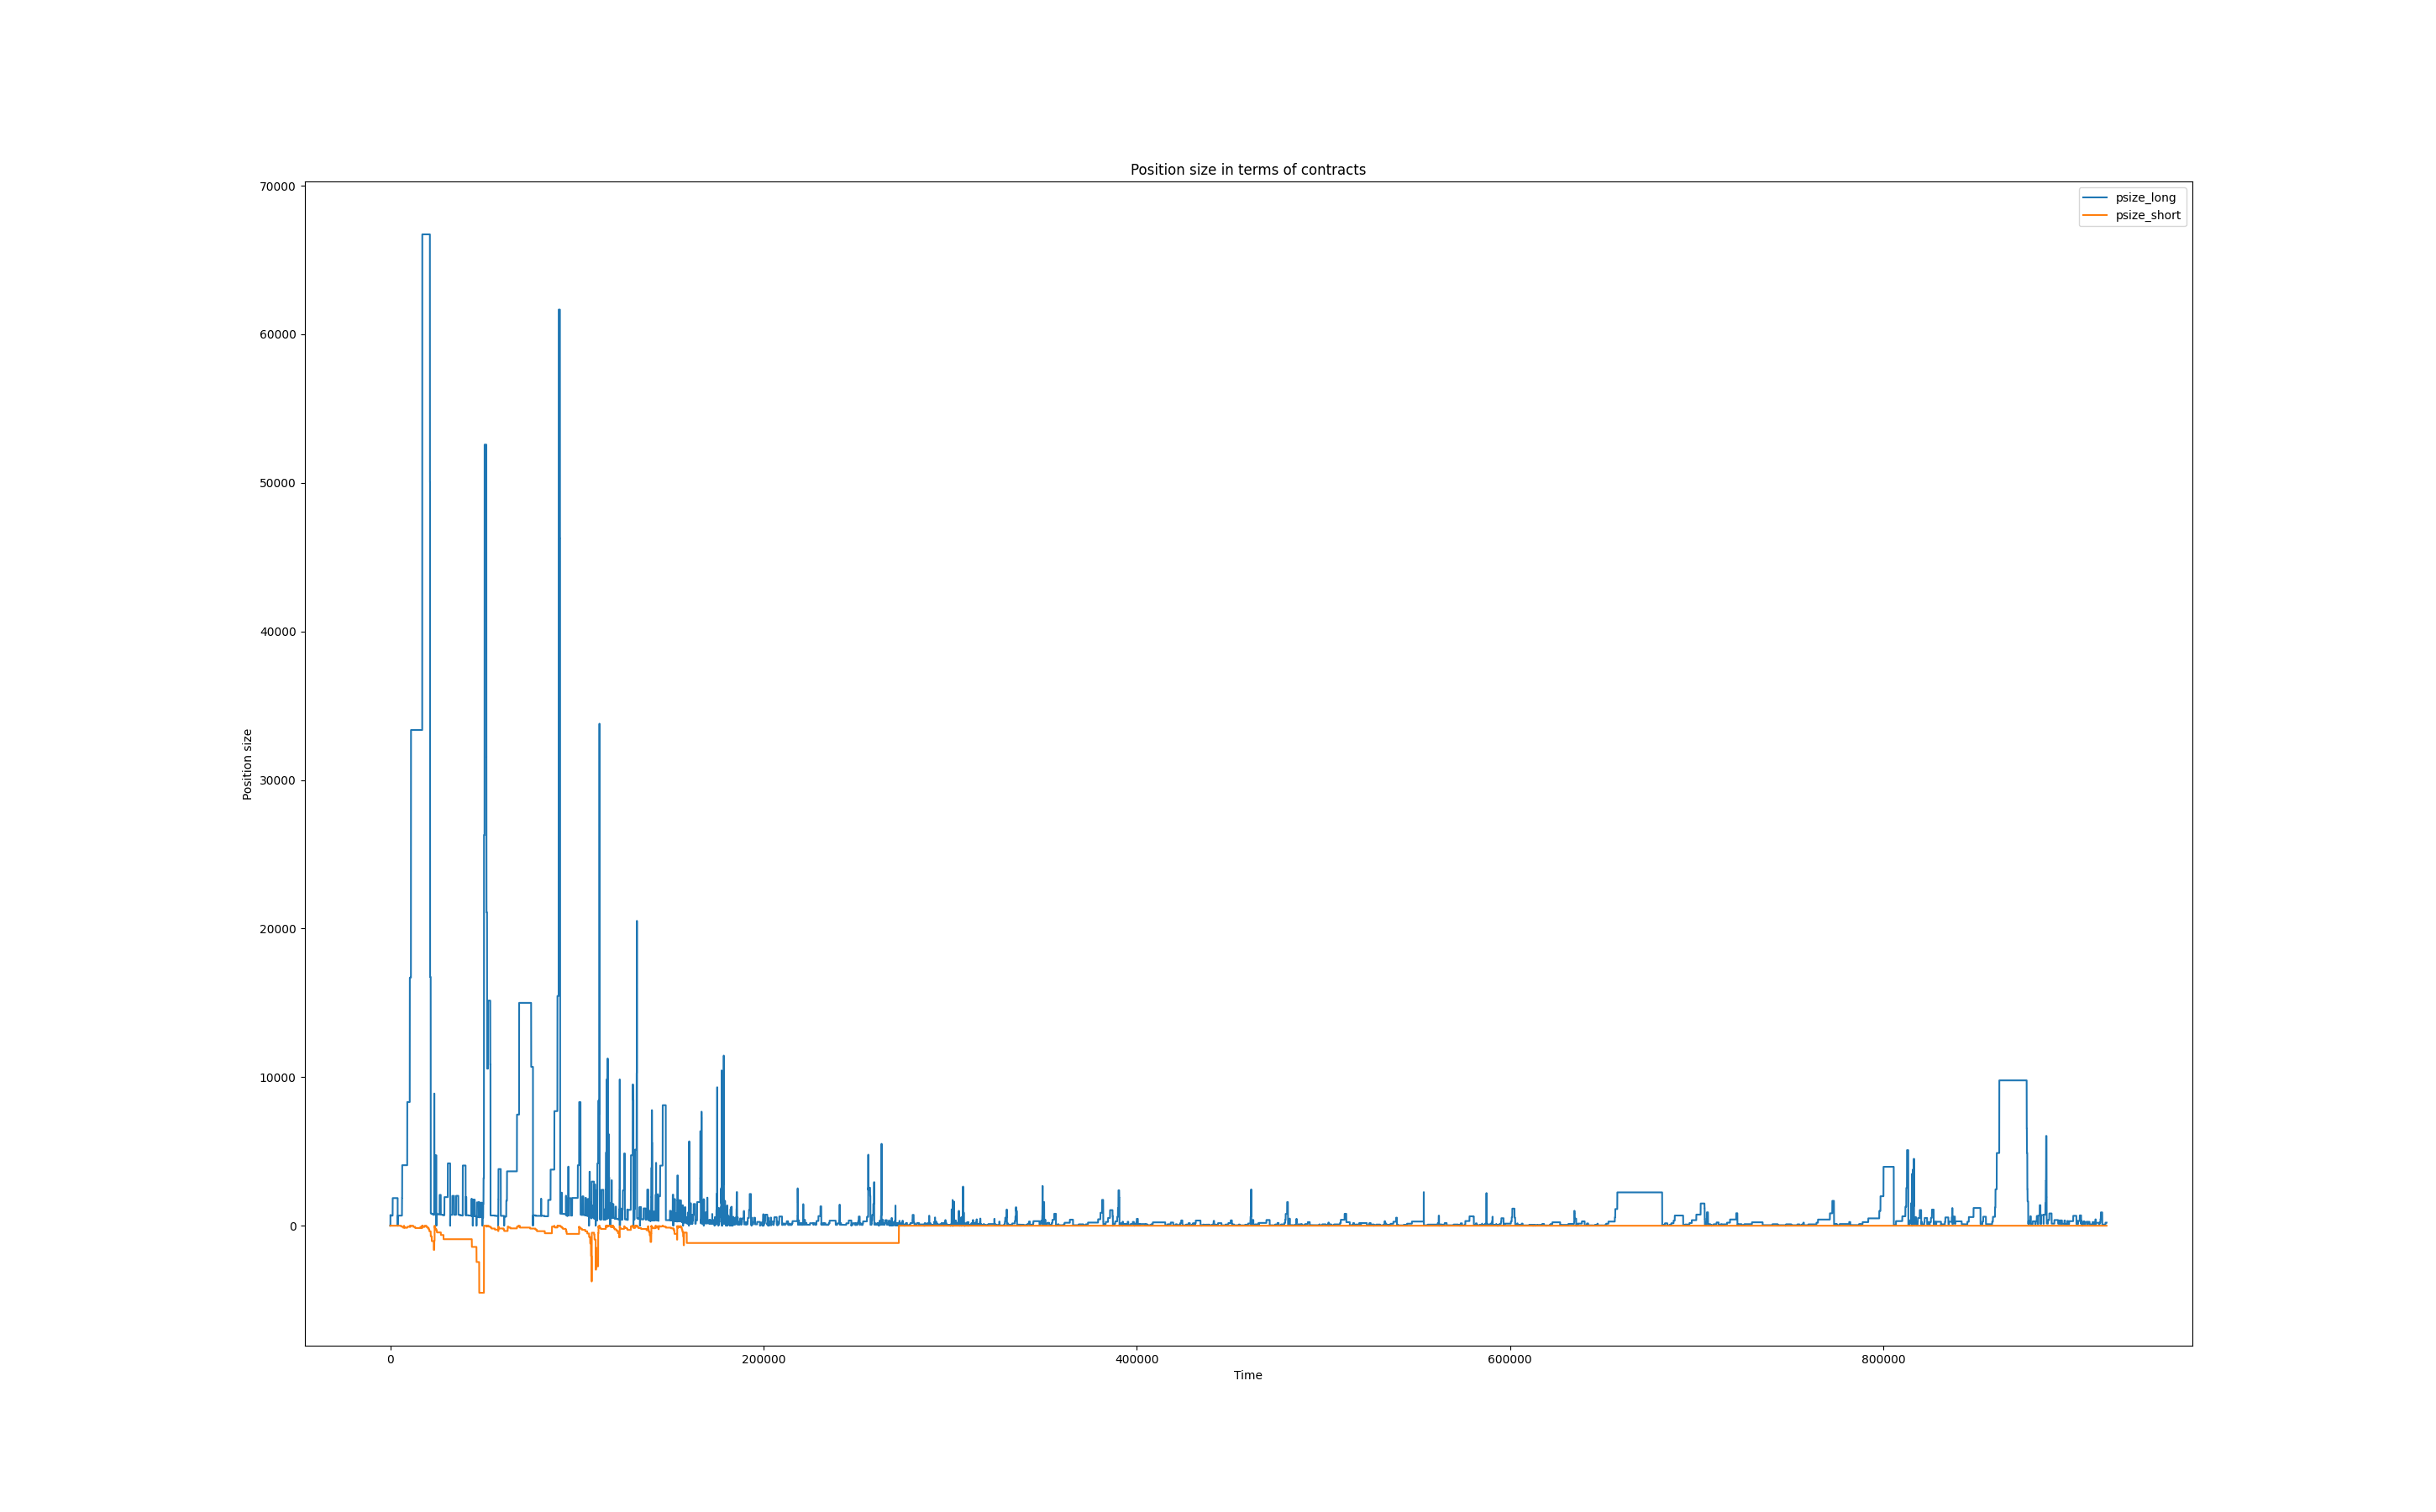 Position size in terms of contracts
psize_long
psize_short
Position size
70000
60000
50000
40000
30000
20000
10000
0
0
200000
400000
600000
800000
Time